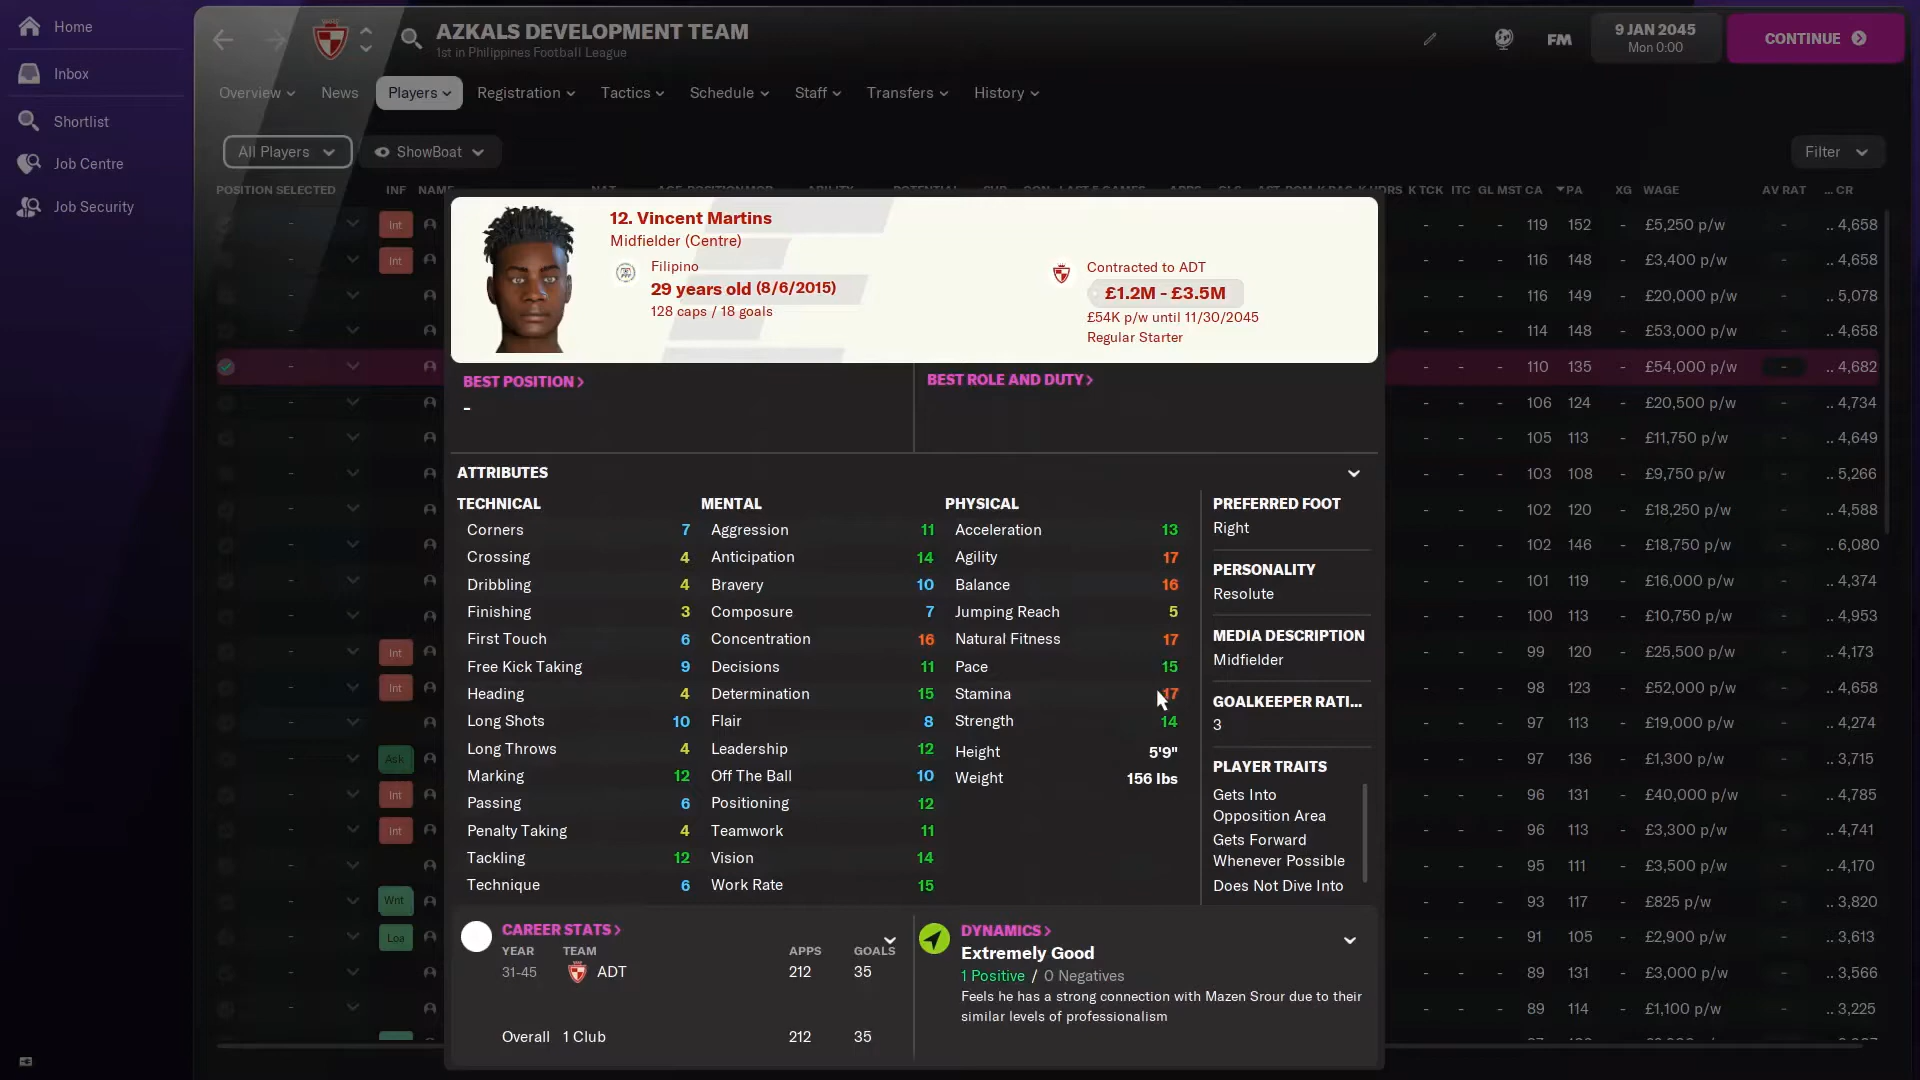 Home
Inbox
Shortlist
Job Centre
Job Security
AZKALS DEVELOPMENT TEAM
1st in Philippines Football League
FM
9 JAN 2045
Mon 0:00
CONTINUE
Overview
News
Players
Registration
Tactics
Schedule
Staff
Transfers
History
All Players
ShowBoat
Filter
POSITION SELECTED INF NAME K TCK ITC GL MST CA PA XG WAGE AV RAT ... CR
Int - - - 119 152 - £5,250 p/w - .. 4,658
Int - - - 116 148 - £3,400 p/w - .. 4,658
- - - 116 149 - £20,000 p/w - .. 5,078
- - - 114 148 - £53,000 p/w - .. 4,658
- - - 110 135 - £54,000 p/w - .. 4,682
- - - 106 124 - £20,500 p/w - .. 4,734
- - - 105 113 - £11,750 p/w - .. 4,649
- - - 103 108 - £9,750 p/w - .. 5,266
- - - 102 120 - £18,250 p/w - .. 4,588
- - - 102 146 - £18,750 p/w - .. 6,080
- - - 101 119 - £16,000 p/w - .. 4,374
- - - 100 113 - £10,750 p/w - .. 4,953
Int - - - 99 120 - £25,500 p/w - .. 4,173
Int - - - 98 123 - £52,000 p/w - .. 4,658
- - - 97 113 - £19,000 p/w - .. 4,274
Ask - - - 97 136 - £1,300 p/w - .. 3,715
Int - - - 96 131 - £40,000 p/w - .. 4,785
Int - - - 96 113 - £3,300 p/w - .. 4,741
- - - 95 111 - £3,500 p/w - .. 4,170
Wnt - - - 93 117 - £825 p/w - .. 3,820
Loa - - - 91 105 - £2,900 p/w - .. 3,613
- - - 89 131 - £3,000 p/w - .. 3,566
- - - 89 114 - £1,100 p/w - .. 3,225
12. Vincent Martins
Midfielder (Centre)
Filipino
29 years old (8/6/2015)
128 caps / 18 goals
Contracted to ADT
£1.2M - £3.5M
£54K p/w until 11/30/2045
Regular Starter
BEST POSITION >
-
BEST ROLE AND DUTY >
ATTRIBUTES
TECHNICAL
Corners 7
Crossing 4
Dribbling 4
Finishing 3
First Touch 6
Free Kick Taking 9
Heading 4
Long Shots 10
Long Throws 4
Marking 12
Passing 6
Penalty Taking 4
Tackling 12
Technique 6
MENTAL
Aggression 11
Anticipation 14
Bravery 10
Composure 7
Concentration 16
Decisions 11
Determination 15
Flair 8
Leadership 12
Off The Ball 10
Positioning 12
Teamwork 11
Vision 14
Work Rate 15
PHYSICAL
Acceleration 13
Agility 17
Balance 16
Jumping Reach 5
Natural Fitness 17
Pace 15
Stamina 17
Strength 14
Height 5'9"
Weight 156 lbs
PREFERRED FOOT
Right
PERSONALITY
Resolute
MEDIA DESCRIPTION
Midfielder
GOALKEEPER RATI...
3
PLAYER TRAITS
Gets Into
Opposition Area
Gets Forward
Whenever Possible
Does Not Dive Into
CAREER STATS >
YEAR TEAM APPS GOALS
31-45 ADT 212 35
Overall 1 Club 212 35
DYNAMICS >
Extremely Good
1 Positive / 0 Negatives
Feels he has a strong connection with Mazen Srour due to their
similar levels of professionalism